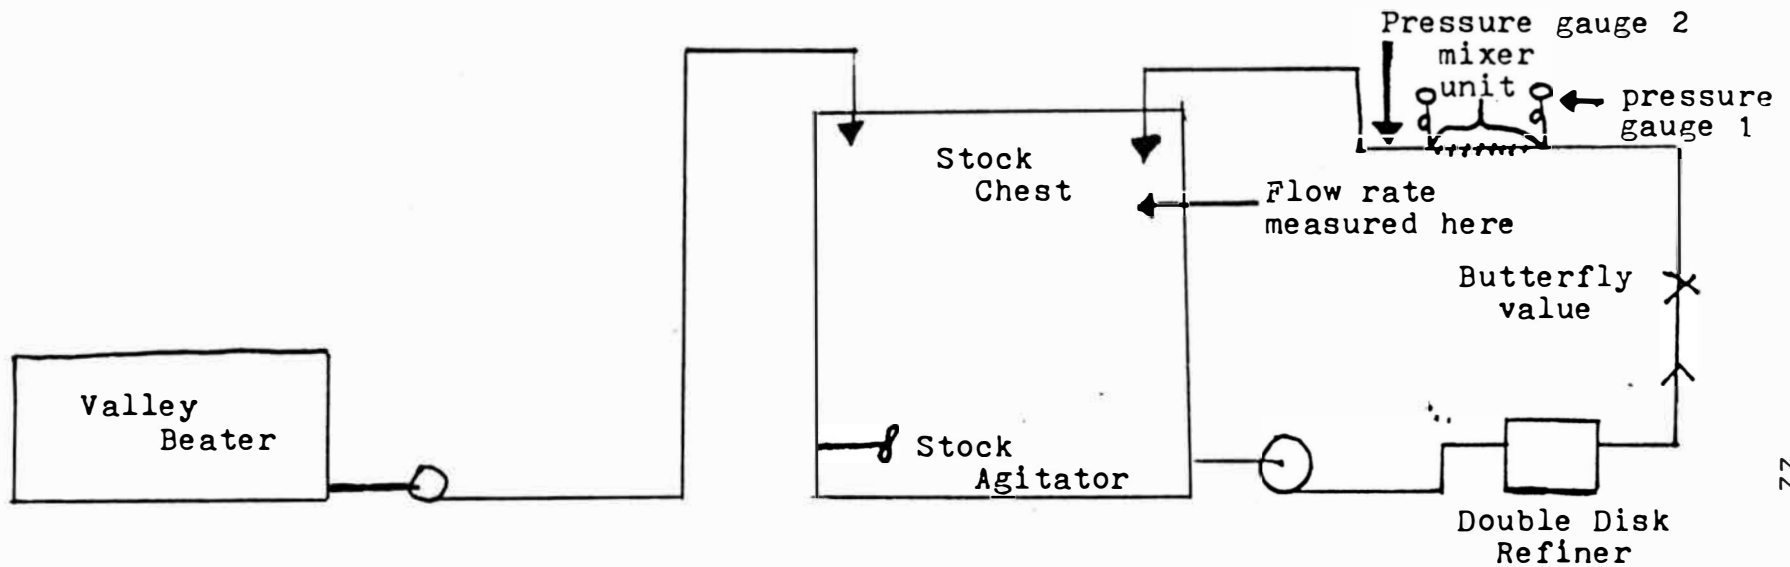 Pressure gauge 2
mixer
unit
pressure
gauge 1
Stock
Chest
Flow rate
measured here
Butterfly
value
Valley
Beater
Stock
Agitator
Double Disk
Refiner
22